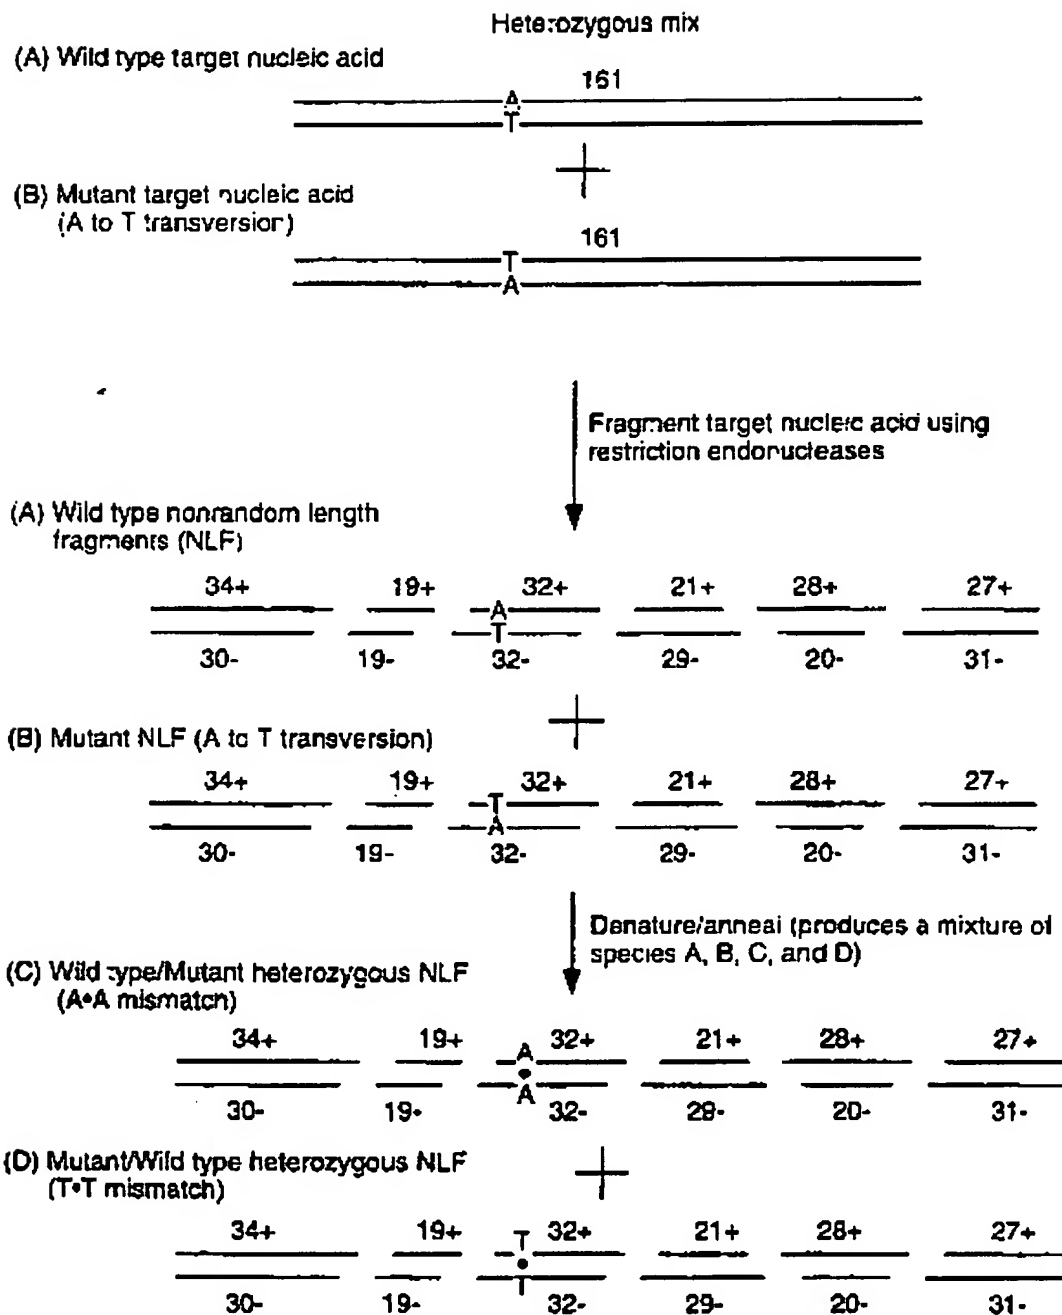 Heterozygous mix
(A) Wild type target nucleic acid
161
A
T
(B) Mutant target nucleic acid
(A to T transversion)
161
T
A
Fragment target nucleic acid using
restriction endonucleases
(A) Wild type nonrandom length
fragments (NLF)
34+ 19+ 32+ 21+ 28+ 27+
A
T
30- 19- 32- 29- 20- 31-
(B) Mutant NLF (A to T transversion)
34+ 19+ 32+ 21+ 28+ 27+
T
A
30- 19- 32- 29- 20- 31-
Denature/anneal (produces a mixture of
species A, B, C, and D)
(C) Wild type/Mutant heterozygous NLF
(A•A mismatch)
34+ 19+ A 32+ 21+ 28+ 27+
A
30- 19- 32- 29- 20- 31-
(D) Mutant/Wild type heterozygous NLF
(T•T mismatch)
34+ 19+ T 32+ 21+ 28+ 27+
T
30- 19- 32- 29- 20- 31-